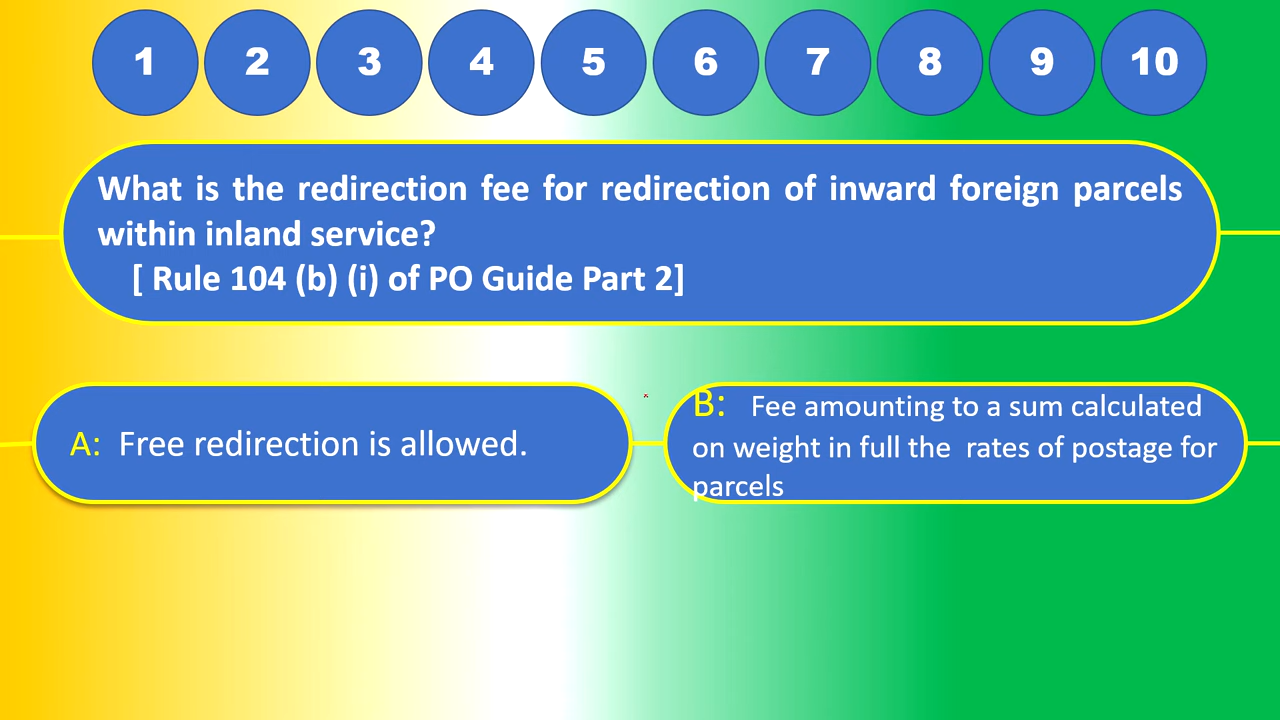 1 2 3 4 5 6 7 8 9 10
What is the redirection fee for redirection of inward foreign parcels
within inland service?
[ Rule 104 (b) (i) of PO Guide Part 2]
A: Free redirection is allowed.
B: Fee amounting to a sum calculated
on weight in full the rates of postage for
parcels